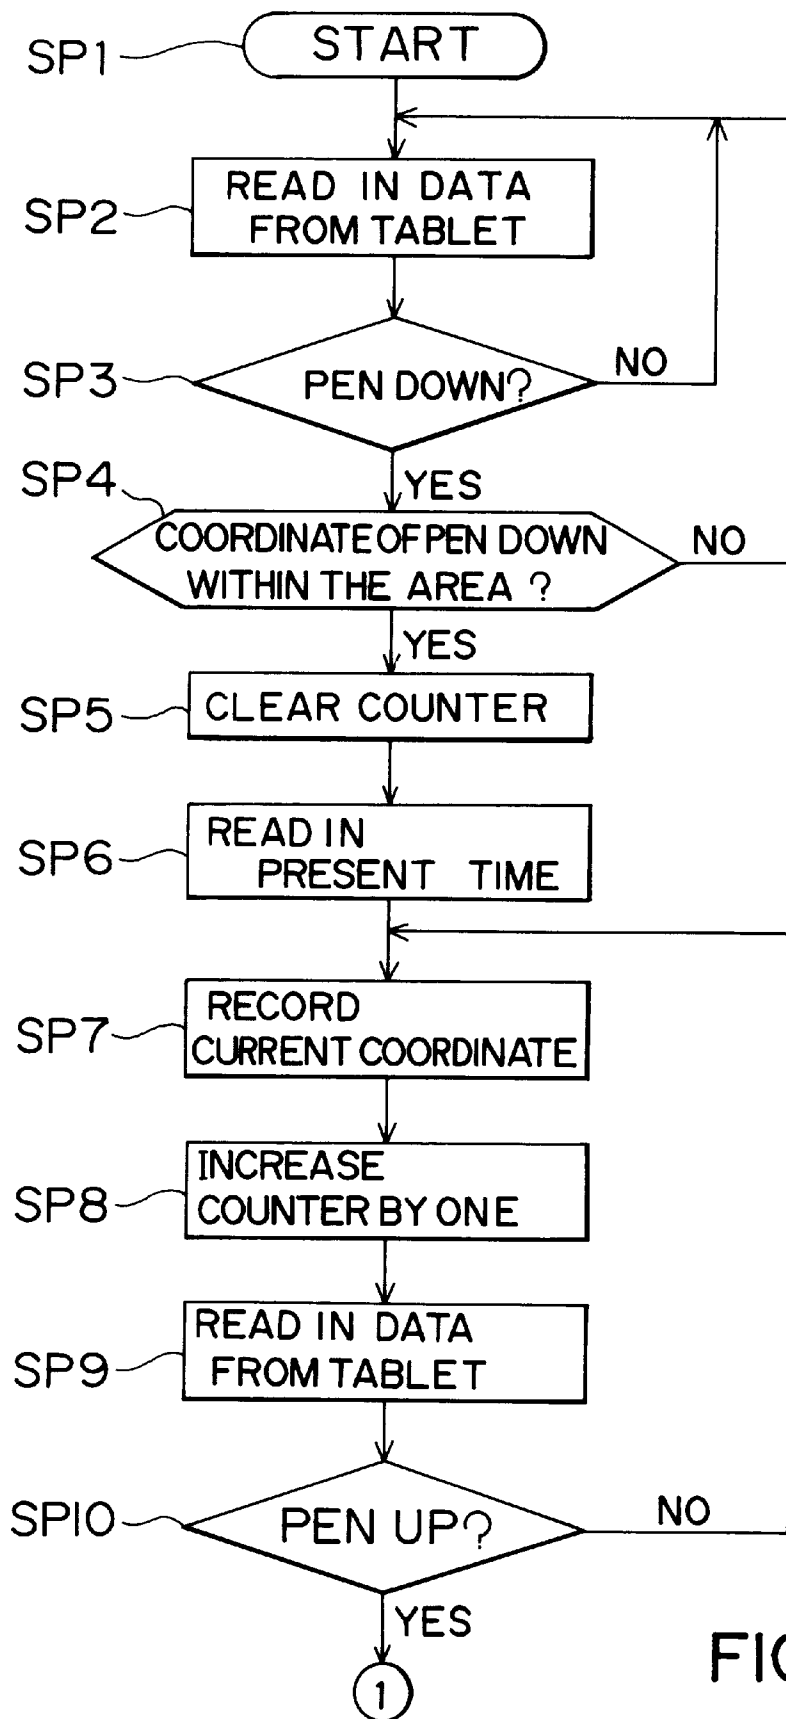 SP1
START
SP2
READ IN DATA
FROM TABLET
SP3
PEN DOWN?
NO
YES
SP4
COORDINATE OF PEN DOWN
WITHIN THE AREA ?
NO
YES
SP5
CLEAR COUNTER
SP6
READ IN
PRESENT TIME
SP7
RECORD
CURRENT COORDINATE
SP8
INCREASE
COUNTER BY ONE
SP9
READ IN DATA
FROM TABLET
SP10
PEN UP?
NO
YES
1